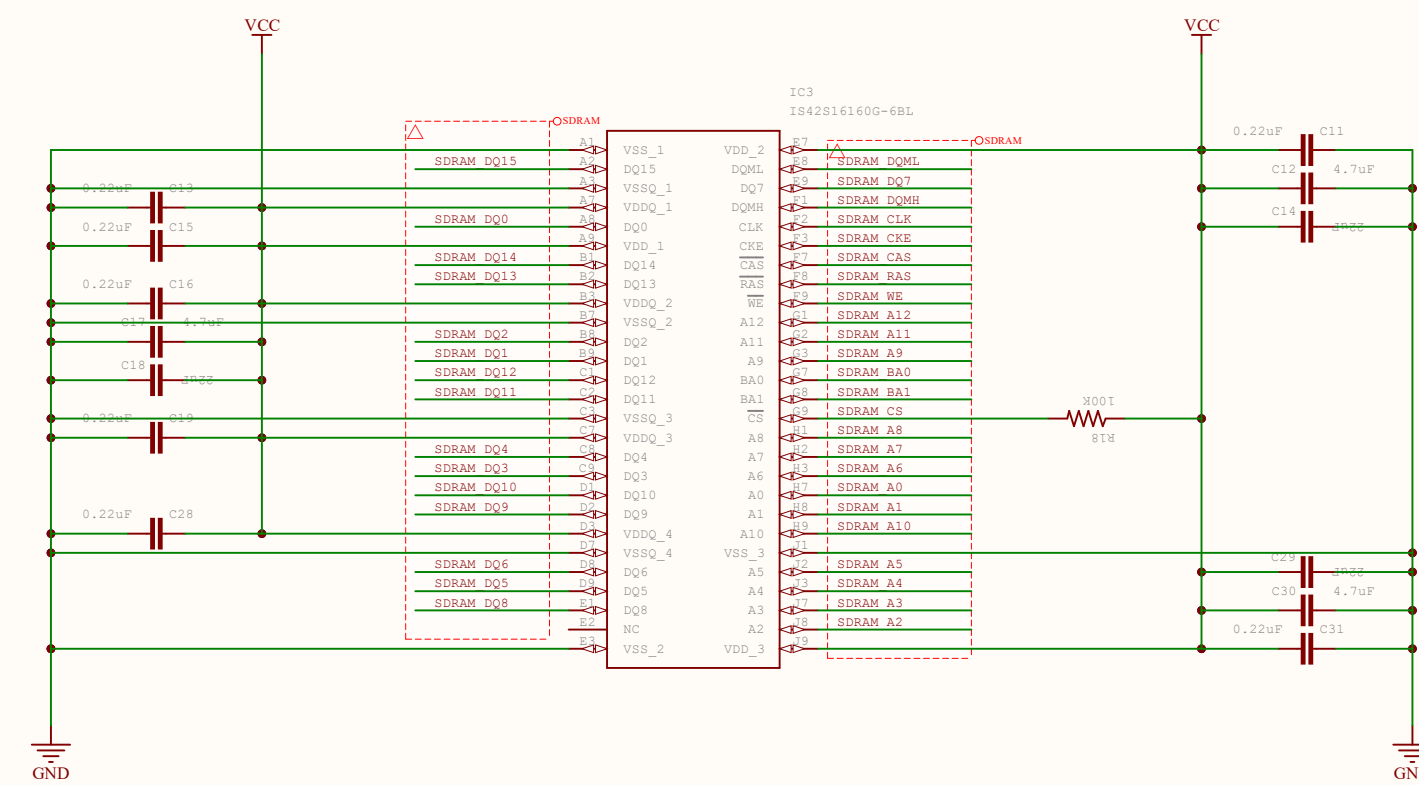 VCC
VCC
IC3
IS42S16160G-6BL
SDRAM
SDRAM
A1 VSS_1
SDRAM DQ15 A2 DQ15
A3 VSSQ_1
0.22uF C13 A7 VDDQ_1
SDRAM DQ0 A8 DQ0
0.22uF C15 A9 VDD_1
SDRAM DQ14 B1 DQ14
SDRAM DQ13 B2 DQ13
0.22uF C16 B3 VDDQ_2
B7 VSSQ_2
C17 4.7uF
SDRAM DQ2 B8 DQ2
SDRAM DQ1 B9 DQ1
C18 22uF
SDRAM DQ12 C1 DQ12
SDRAM DQ11 C2 DQ11
C3 VSSQ_3
0.22uF C19 C7 VDDQ_3
SDRAM DQ4 C8 DQ4
SDRAM DQ3 C9 DQ3
SDRAM DQ10 D1 DQ10
SDRAM DQ9 D2 DQ9
0.22uF C28 D3 VDDQ_4
D7 VSSQ_4
SDRAM DQ6 D8 DQ6
SDRAM DQ5 D9 DQ5
SDRAM DQ8 E1 DQ8
E2 NC
E3 VSS_2
VDD_2 E7
DQML E8 SDRAM DQML
DQ7 E9 SDRAM DQ7
DQMH F1 SDRAM DQMH
CLK F2 SDRAM CLK
CKE F3 SDRAM CKE
CAS F7 SDRAM CAS
RAS F8 SDRAM RAS
WE F9 SDRAM WE
A12 G1 SDRAM A12
A11 G2 SDRAM A11
A9 G3 SDRAM A9
BA0 G7 SDRAM BA0
BA1 G8 SDRAM BA1
CS G9 SDRAM CS
A8 H1 SDRAM A8
A7 H2 SDRAM A7
A6 H3 SDRAM A6
A0 H7 SDRAM A0
A1 H8 SDRAM A1
A10 H9 SDRAM A10
VSS_3 J1
A5 J2 SDRAM A5
A4 J3 SDRAM A4
A3 J7 SDRAM A3
A2 J8 SDRAM A2
VDD_3 J9
0.22uF C11
C12 4.7uF
C14 22uF
100K
R18
C29 22uF
C30 4.7uF
0.22uF C31
GND
GN